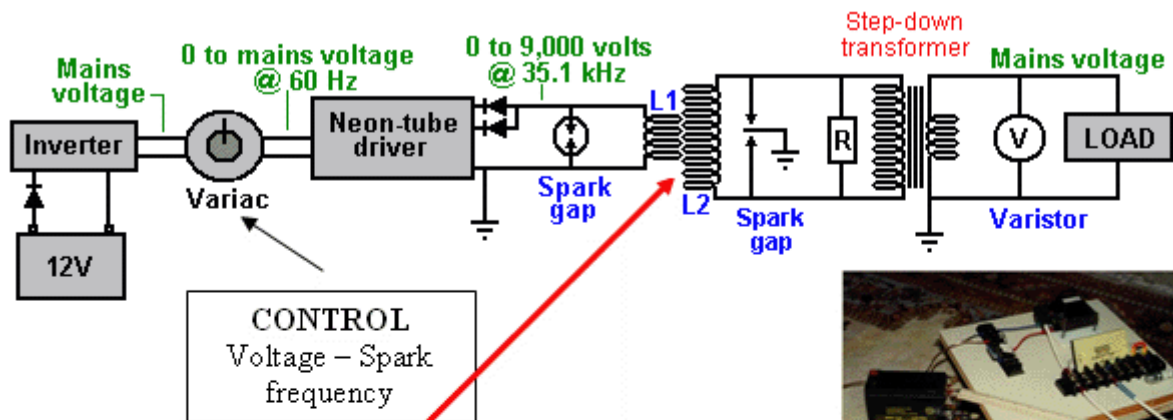 Mains
voltage
0 to mains voltage
@ 60 Hz
0 to 9,000 volts
@ 35.1 kHz
Step-down
transformer
Mains voltage
Inverter
Variac
Neon-tube
driver
Spark
gap
L1
L2
Spark
gap
R
V
Varistor
LOAD
12V
CONTROL
Voltage – Spark
frequency